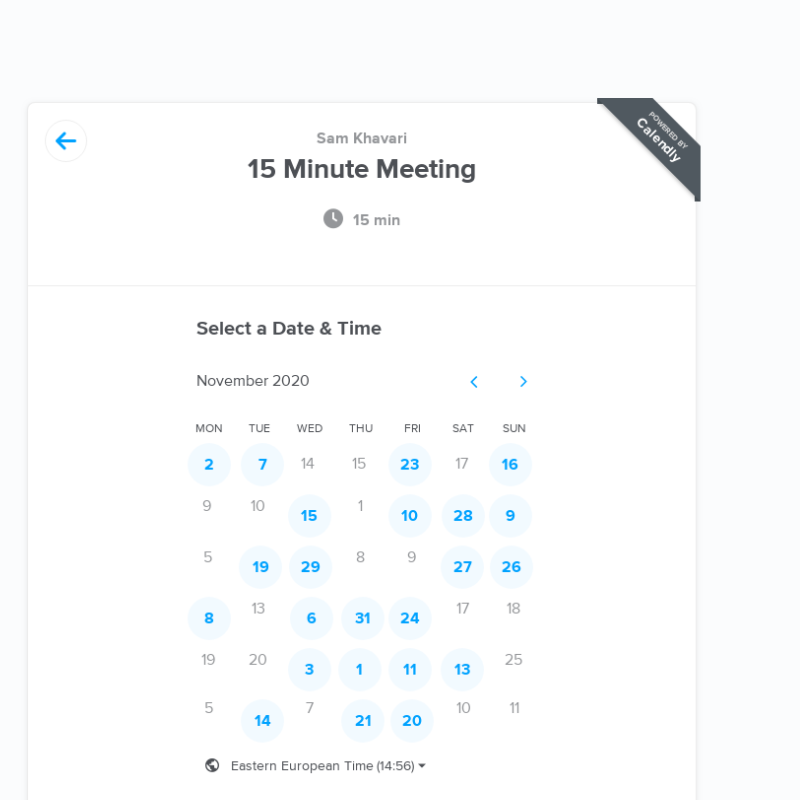 POWERED BY
Calendly
Sam Khavari
15 Minute Meeting
15 min
Select a Date & Time
November 2020
MON TUE WED THU FRI SAT SUN
2 7 14 15 23 17 16
9 10 15 1 10 28 9
5 19 29 8 9 27 26
8 13 6 31 24 17 18
19 20 3 1 11 13 25
5 14 7 21 20 10 11
Eastern European Time (14:56)